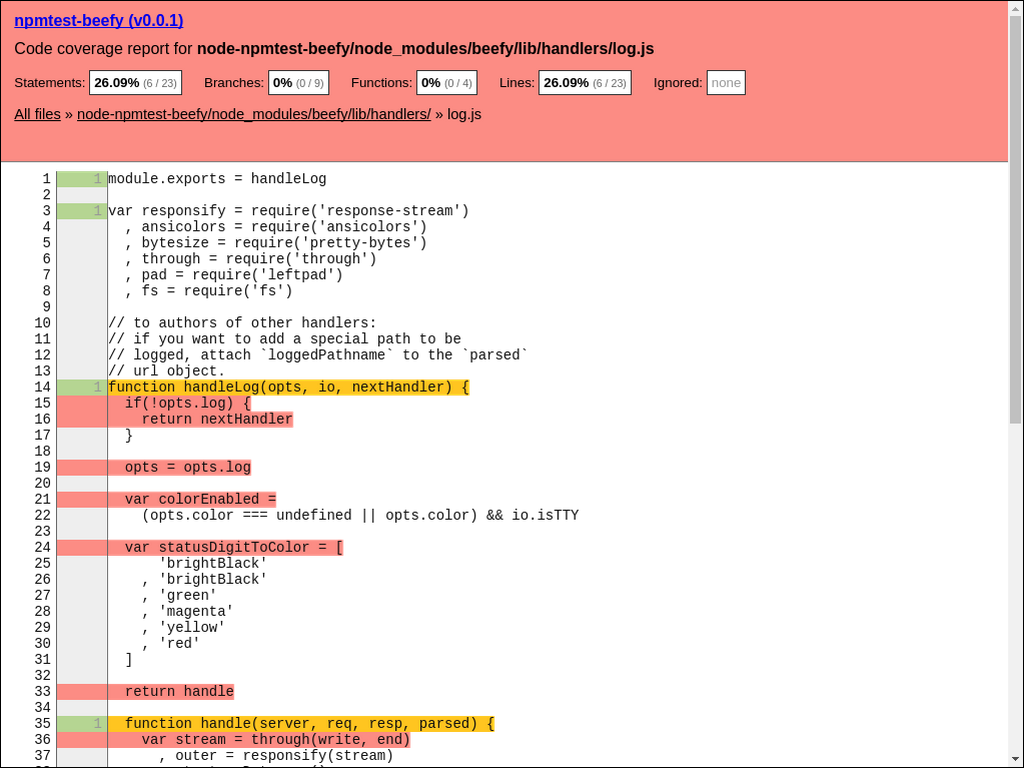 npmtest-beefy (v0.0.1)
Code coverage report for node-npmtest-beefy/node_modules/beefy/lib/handlers/log.js
Statements: 26.09% (6 / 23) Branches: 0% (0 / 9) Functions: 0% (0 / 4) Lines: 26.09% (6 / 23) Ignored: none
All files » node-npmtest-beefy/node_modules/beefy/lib/handlers/ » log.js
1 1 module.exports = handleLog
2
3 1 var responsify = require('response-stream')
4 , ansicolors = require('ansicolors')
5 , bytesize = require('pretty-bytes')
6 , through = require('through')
7 , pad = require('leftpad')
8 , fs = require('fs')
9
10 // to authors of other handlers:
11 // if you want to add a special path to be
12 // logged, attach `loggedPathname` to the `parsed`
13 // url object.
14 1 function handleLog(opts, io, nextHandler) {
15 if(!opts.log) {
16 return nextHandler
17 }
18
19 opts = opts.log
20
21 var colorEnabled =
22 (opts.color === undefined || opts.color) && io.isTTY
23
24 var statusDigitToColor = [
25 'brightBlack'
26 , 'brightBlack'
27 , 'green'
28 , 'magenta'
29 , 'yellow'
30 , 'red'
31 ]
32
33 return handle
34
35 1 function handle(server, req, resp, parsed) {
36 var stream = through(write, end)
37 , outer = responsify(stream)